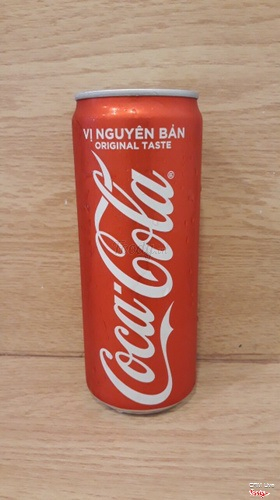 VỊ NGUYÊN BẢN
ORIGINAL TASTE
Coca-Cola®